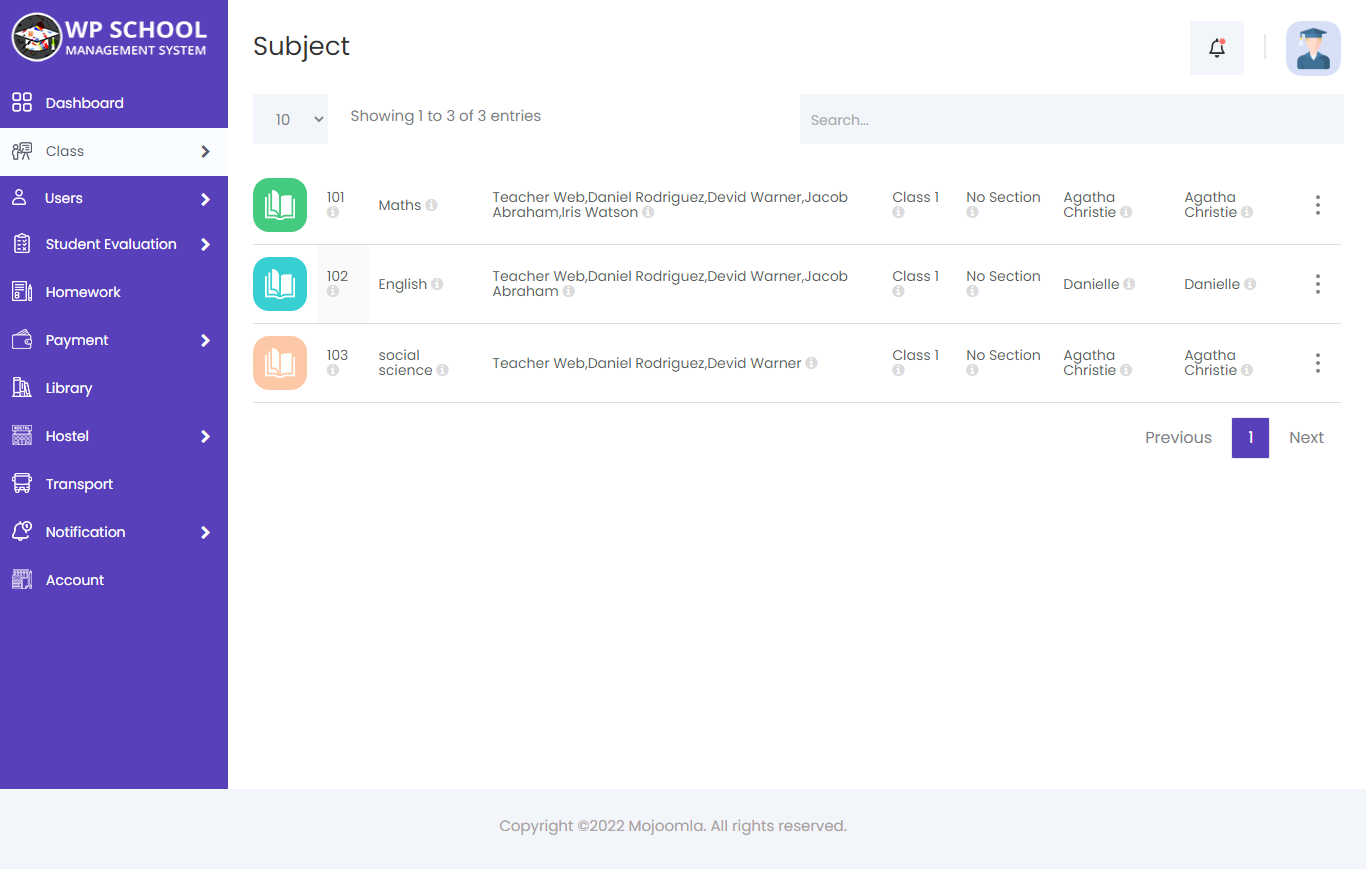 WP SCHOOL
MANAGEMENT SYSTEM
Dashboard
Class
Users
Student Evaluation
Homework
Payment
Library
Hostel
Transport
Notification
Account
Subject
10
Showing 1 to 3 of 3 entries
Search...
101
Maths
Teacher Web,Daniel Rodriguez,Devid Warner,Jacob
Abraham,Iris Watson
Class 1
No Section
Agatha
Christie
Agatha
Christie
102
English
Teacher Web,Daniel Rodriguez,Devid Warner,Jacob
Abraham
Class 1
No Section
Danielle
Danielle
103
social
science
Teacher Web,Daniel Rodriguez,Devid Warner
Class 1
No Section
Agatha
Christie
Agatha
Christie
Previous
1
Next
Copyright ©2022 Mojoomla. All rights reserved.